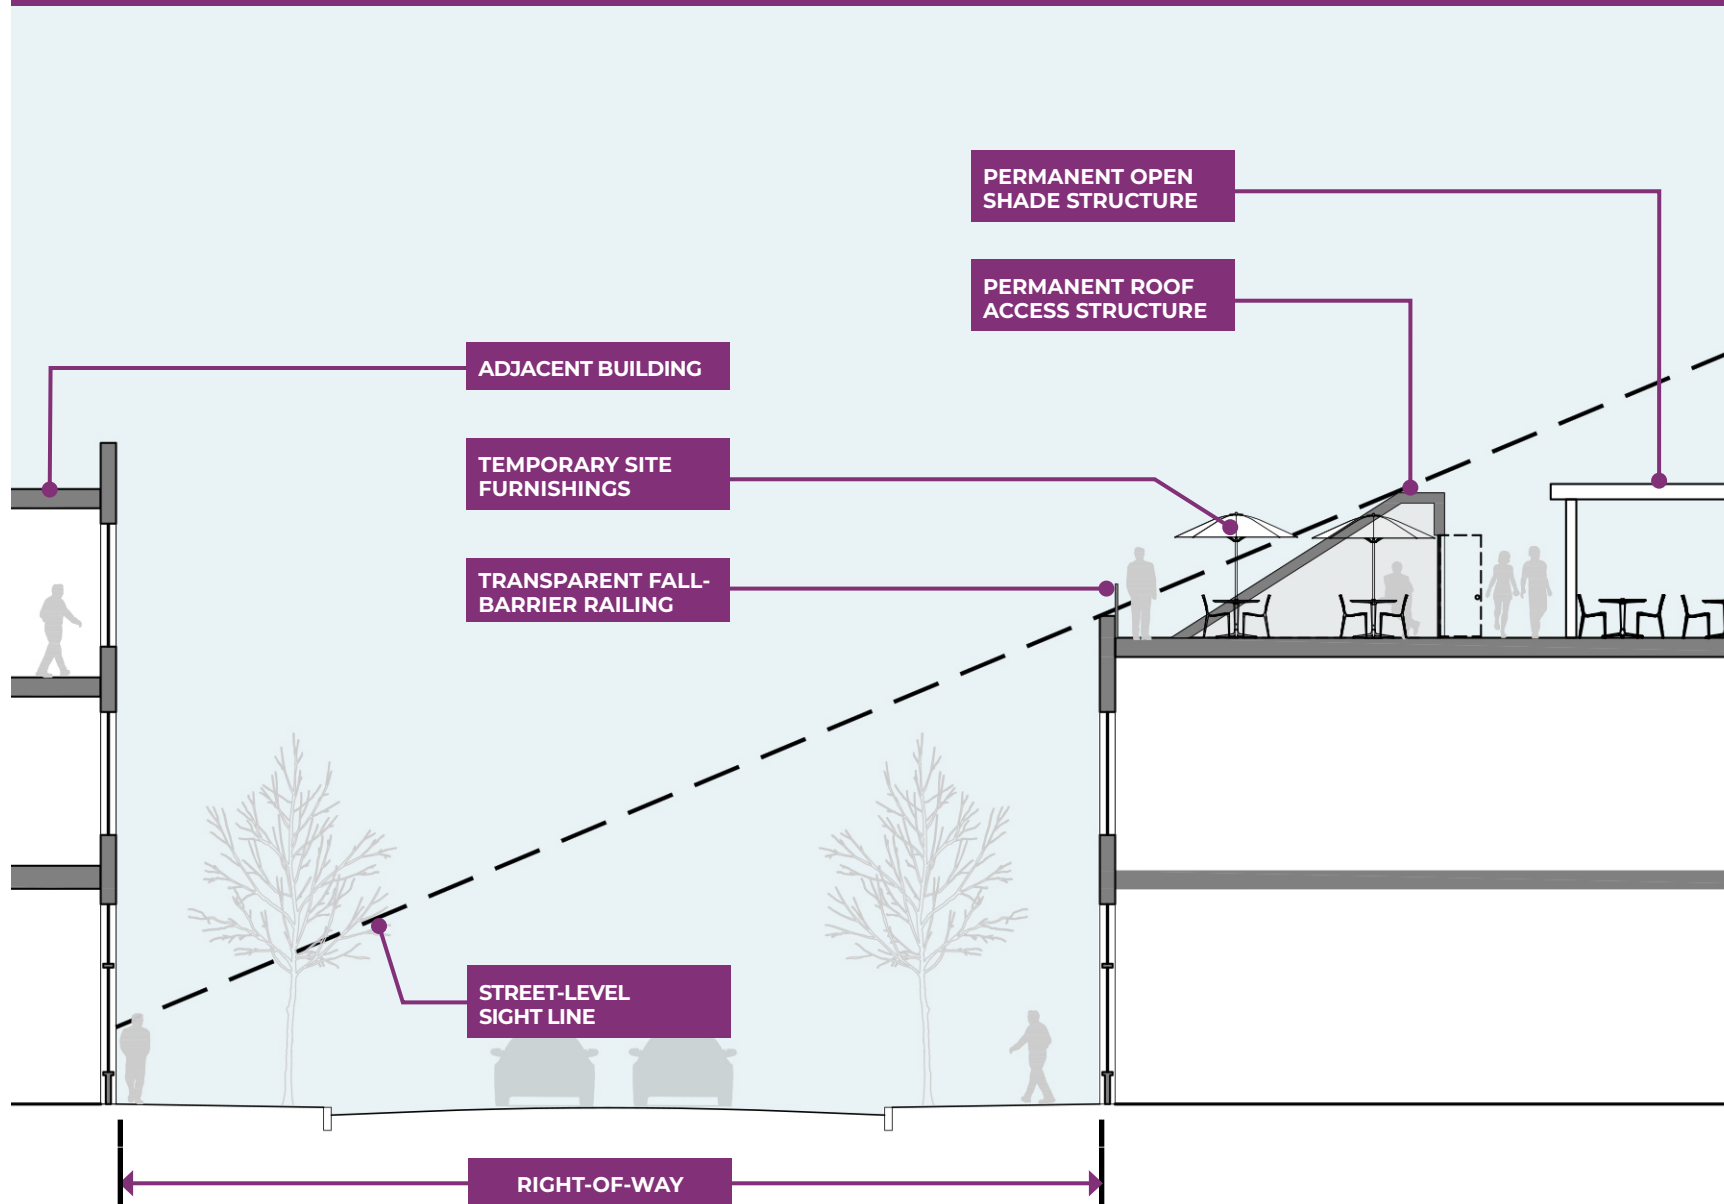 PERMANENT OPEN
SHADE STRUCTURE
PERMANENT ROOF
ACCESS STRUCTURE
ADJACENT BUILDING
TEMPORARY SITE
FURNISHINGS
TRANSPARENT FALL-
BARRIER RAILING
STREET-LEVEL
SIGHT LINE
RIGHT-OF-WAY